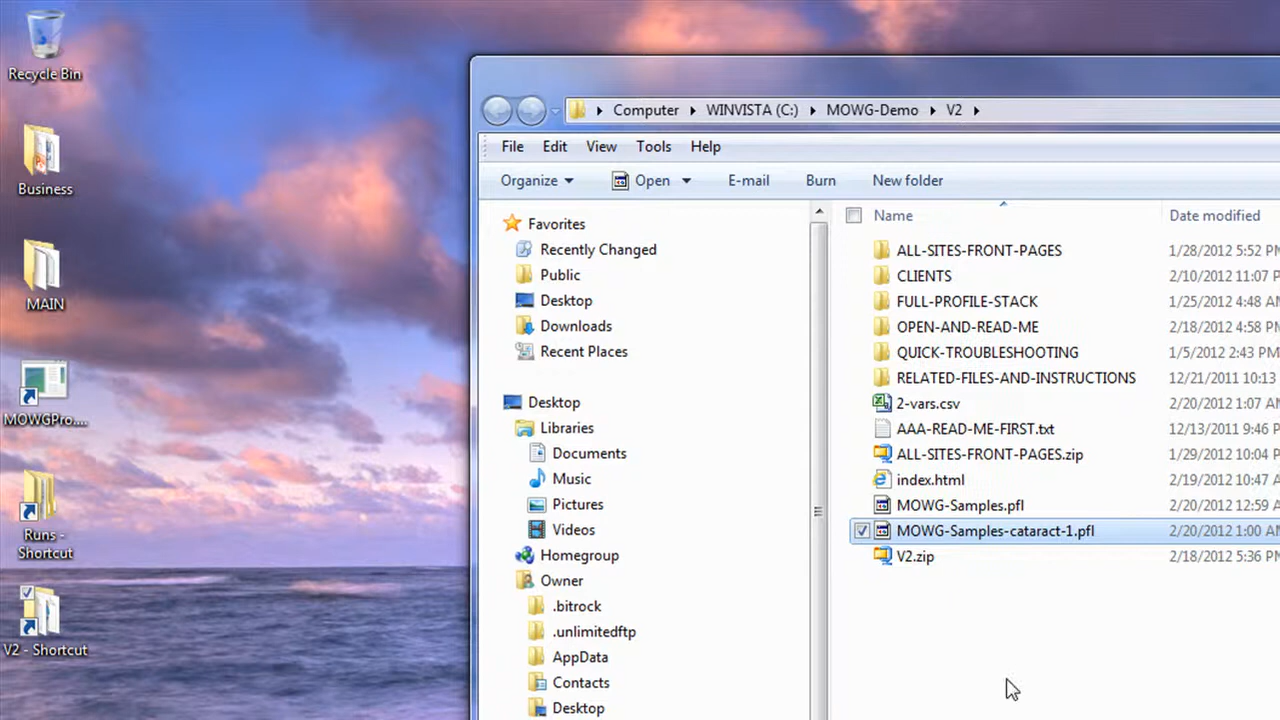 Recycle Bin
Business
MAIN
MOWGPro....
Runs -
Shortcut
V2 - Shortcut
Computer
WINVISTA (C:)
MOWG-Demo
V2
File
Edit
View
Tools
Help
Organize
Open
E-mail
Burn
New folder
Favorites
Recently Changed
Public
Desktop
Downloads
Recent Places
Desktop
Libraries
Documents
Music
Pictures
Videos
Homegroup
Owner
.bitrock
.unlimitedftp
AppData
Contacts
Desktop
Name Date modified
ALL-SITES-FRONT-PAGES 1/28/2012 5:52 PM
CLIENTS 2/10/2012 11:07
FULL-PROFILE-STACK 1/25/2012 4:48 AM
OPEN-AND-READ-ME 2/18/2012 4:58 PM
QUICK-TROUBLESHOOTING 1/5/2012 2:43 PM
RELATED-FILES-AND-INSTRUCTIONS 12/21/2011 10:13
2-vars.csv 2/20/2012 1:07 AM
AAA-READ-ME-FIRST.txt 12/13/2011 9:46
ALL-SITES-FRONT-PAGES.zip 1/29/2012 10:04
index.html 2/19/2012 10:47
MOWG-Samples.pfl 2/20/2012 12:59
MOWG-Samples-cataract-1.pfl 2/20/2012 1:00 AM
V2.zip 2/18/2012 5:36 PM